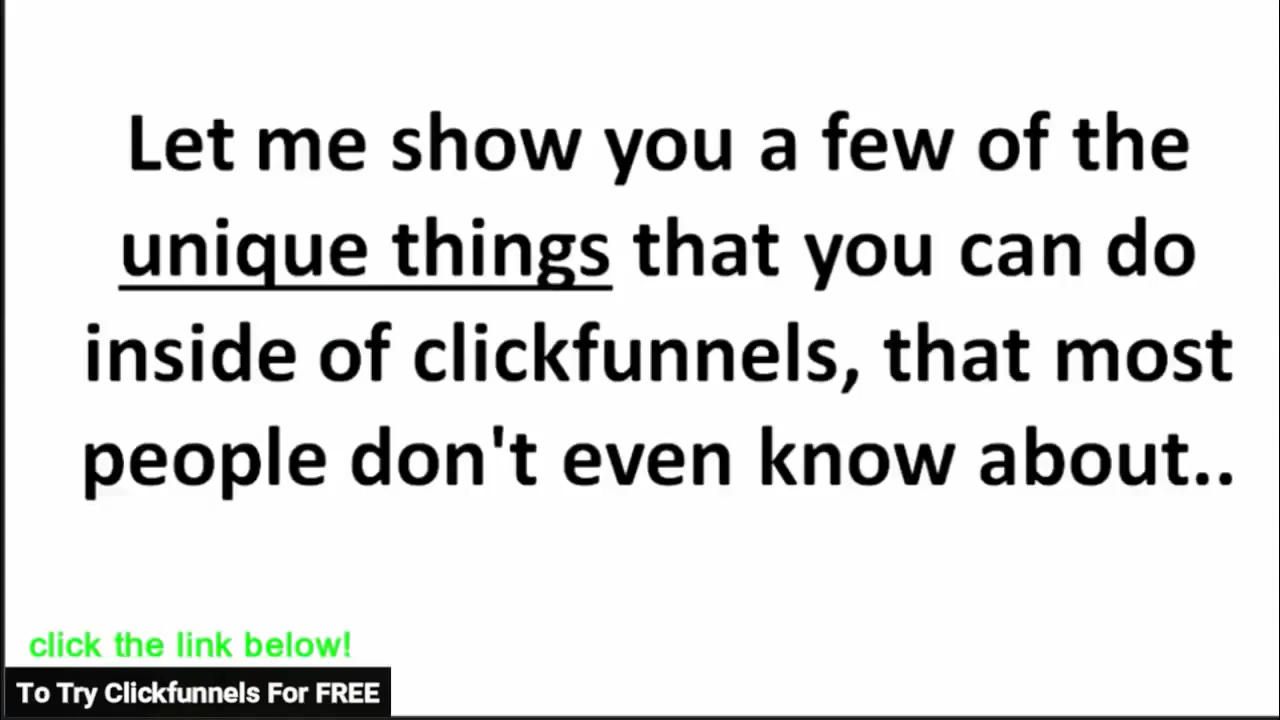 Let me show you a few of the
unique things that you can do
inside of clickfunnels, that most
people don't even know about..
click the link below!
To Try Clickfunnels For FREE